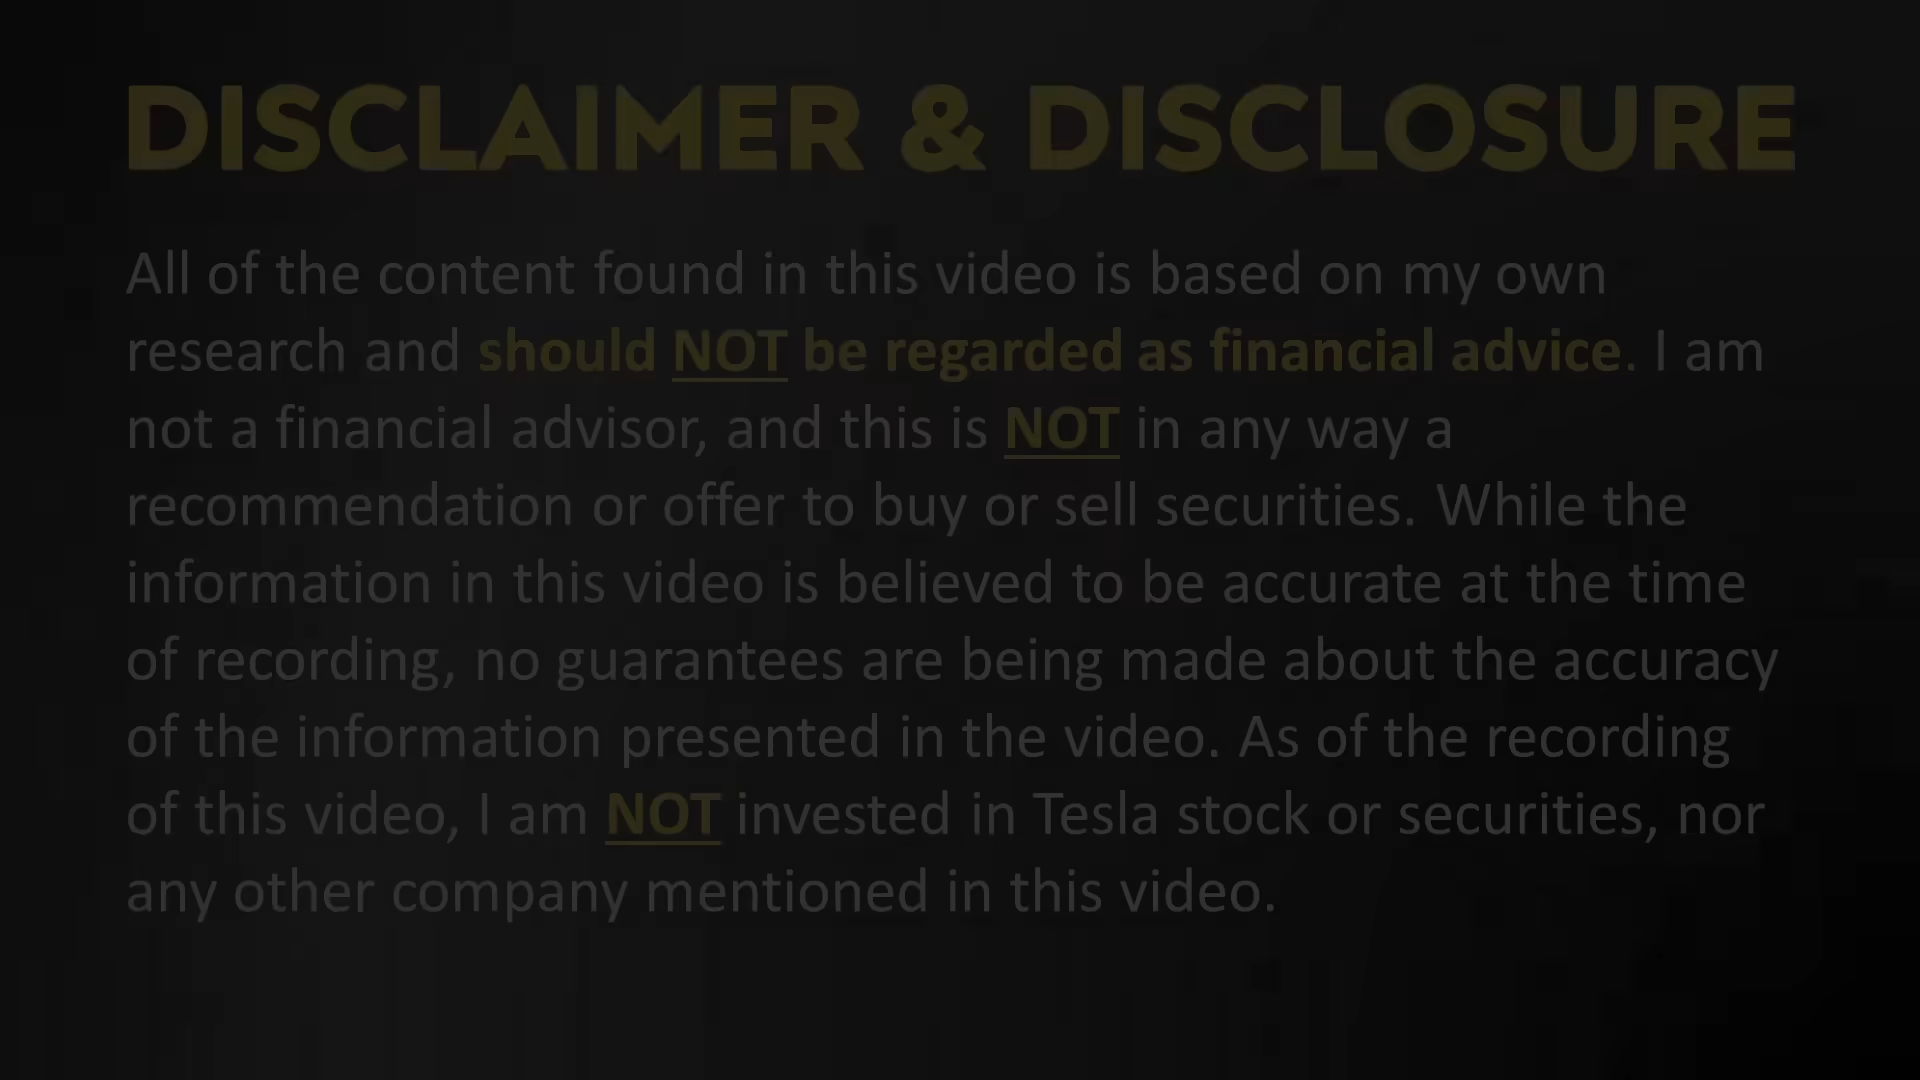 DISCLAIMER & DISCLOSURE
All of the content found in this video is based on my own
research and should NOT be regarded as financial advice. I am
not a financial advisor, and this is NOT in any way a
recommendation or offer to buy or sell securities. While the
information in this video is believed to be accurate at the time
of recording, no guarantees are being made about the accuracy
of the information presented in the video. As of the recording
of this video, I am NOT invested in Tesla stock or securities, nor
any other company mentioned in this video.